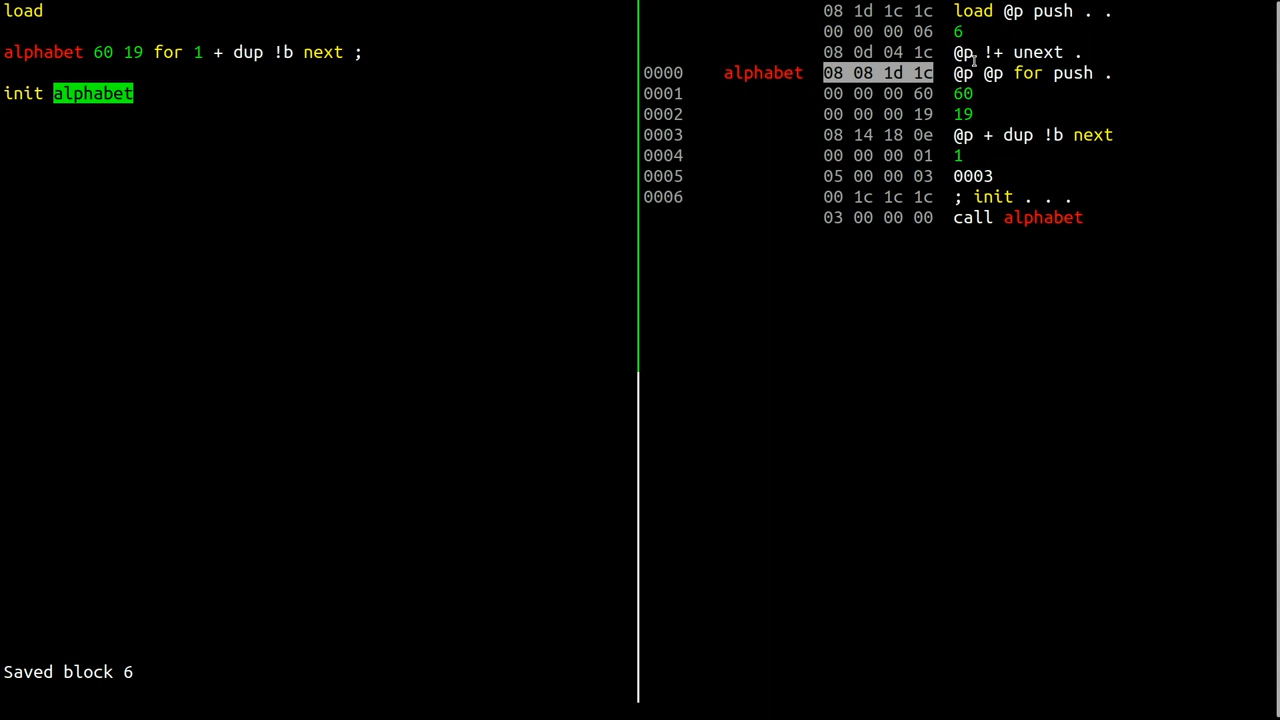 load
alphabet 60 19 for 1 + dup !b next ;
init alphabet
Saved block 6
08 1d 1c 1c load @p push . .
00 00 00 06 6
08 0d 04 1c @p !+ unext .
0000 alphabet 08 08 1d 1c @p @p for push .
0001 00 00 00 60 60
0002 00 00 00 19 19
0003 08 14 18 0e @p + dup !b next
0004 00 00 00 01 1
0005 05 00 00 03 0003
0006 00 1c 1c 1c ; init . . .
03 00 00 00 call alphabet